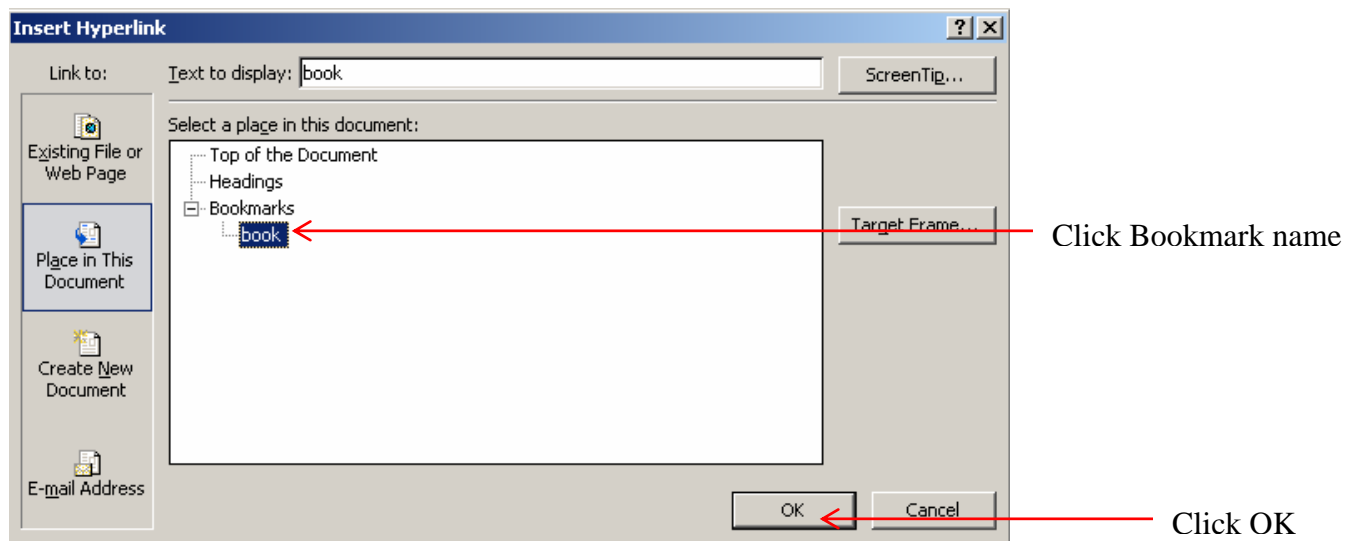 Insert Hyperlink
Link to:
Text to display: book
ScreenTip...
Select a place in this document:
Existing File or
Web Page
Top of the Document
Headings
Bookmarks
book
Target Frame...
Click Bookmark name
Place in This
Document
Create New
Document
E-mail Address
OK
Cancel
Click OK